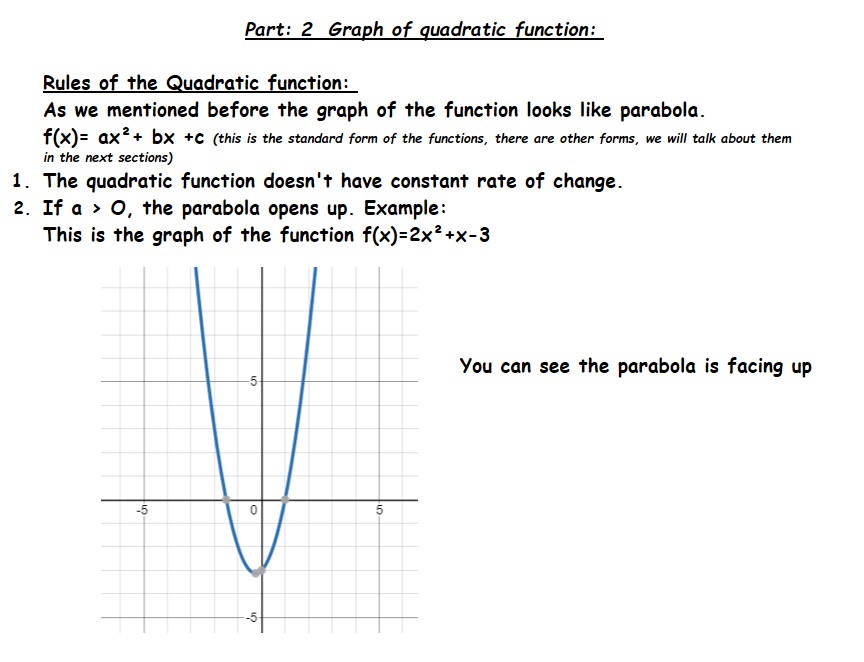 Part: 2 Graph of quadratic function:
Rules of the Quadratic function:
As we mentioned before the graph of the function looks like parabola.
f(x)= ax²+ bx +c (this is the standard form of the functions, there are other forms, we will talk about them
in the next sections)
1. The quadratic function doesn't have constant rate of change.
2. If a > 0, the parabola opens up. Example:
This is the graph of the function f(x)=2x²+x-3
You can see the parabola is facing up
5
-5 0 5
-5